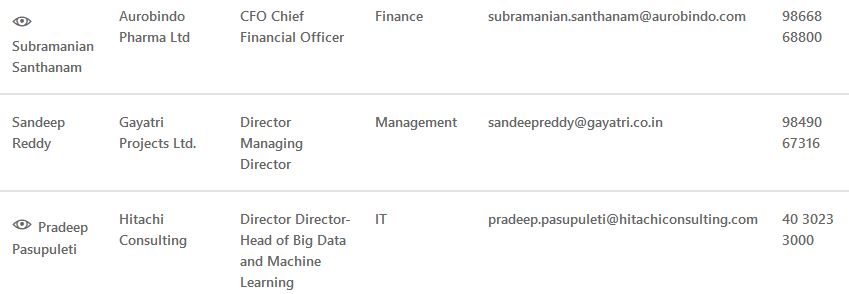 Subramanian Santhanam	Aurobindo Pharma Ltd	CFO Chief Financial Officer	Finance	subramanian.santhanam@aurobindo.com	98668 68800
Sandeep Reddy	Gayatri Projects Ltd.	Director Managing Director	Management	sandeepreddy@gayatri.co.in	98490 67316
Pradeep Pasupuleti	Hitachi Consulting	Director Director-Head of Big Data and Machine Learning	IT	pradeep.pasupuleti@hitachiconsulting.com	40 3023 3000